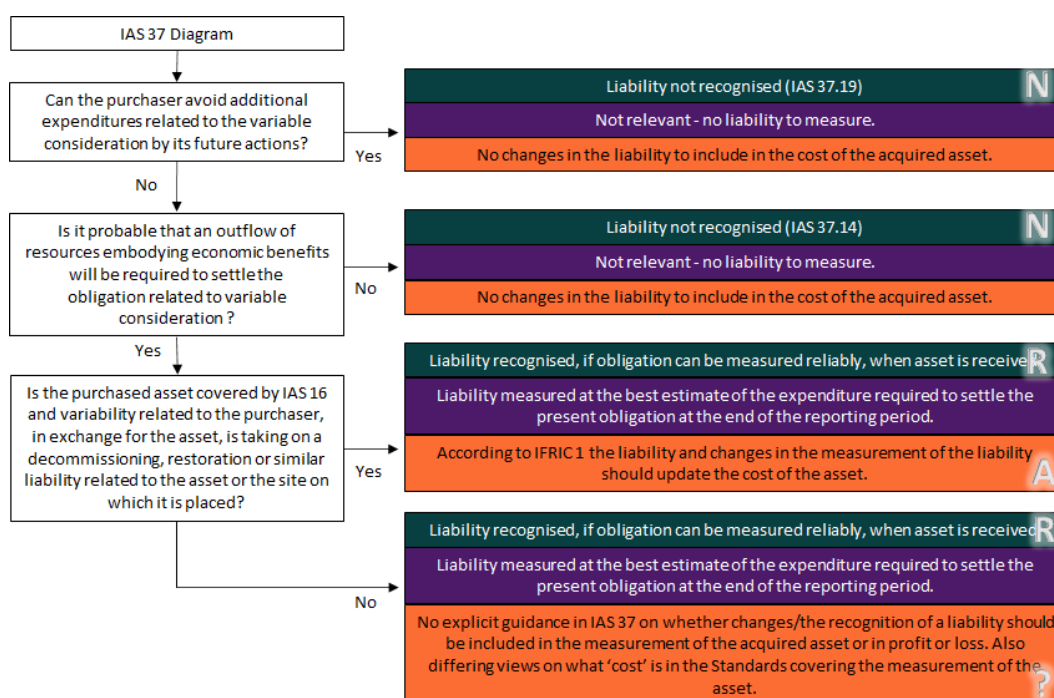 IAS 37 Diagram
Can the purchaser avoid additional
expenditures related to the variable
consideration by its future actions?
Yes
No
Liability not recognised (IAS 37.19)
N
Not relevant - no liability to measure.
No changes in the liability to include in the cost of the acquired asset.
Is it probable that an outflow of
resources embodying economic benefits
will be required to settle the
obligation related to variable
consideration ?
No
Yes
Liability not recognised (IAS 37.14)
N
Not relevant - no liability to measure.
No changes in the liability to include in the cost of the acquired asset.
Is the purchased asset covered by IAS 16
and variability related to the purchaser,
in exchange for the asset, is taking on a
decommissioning, restoration or similar
liability related to the asset or the site on
which it is placed?
Yes
No
Liability recognised, if obligation can be measured reliably, when asset is received
R
Liability measured at the best estimate of the expenditure required to settle the
present obligation at the end of the reporting period.
According to IFRIC 1 the liability and changes in the measurement of the liability
should update the cost of the asset.
A
Liability recognised, if obligation can be measured reliably, when asset is received
R
Liability measured at the best estimate of the expenditure required to settle the
present obligation at the end of the reporting period.
No explicit guidance in IAS 37 on whether changes/the recognition of a liability should
be included in the measurement of the acquired asset or in profit or loss. Also
differing views on what ‘cost’ is in the Standards covering the measurement of the
asset.
?